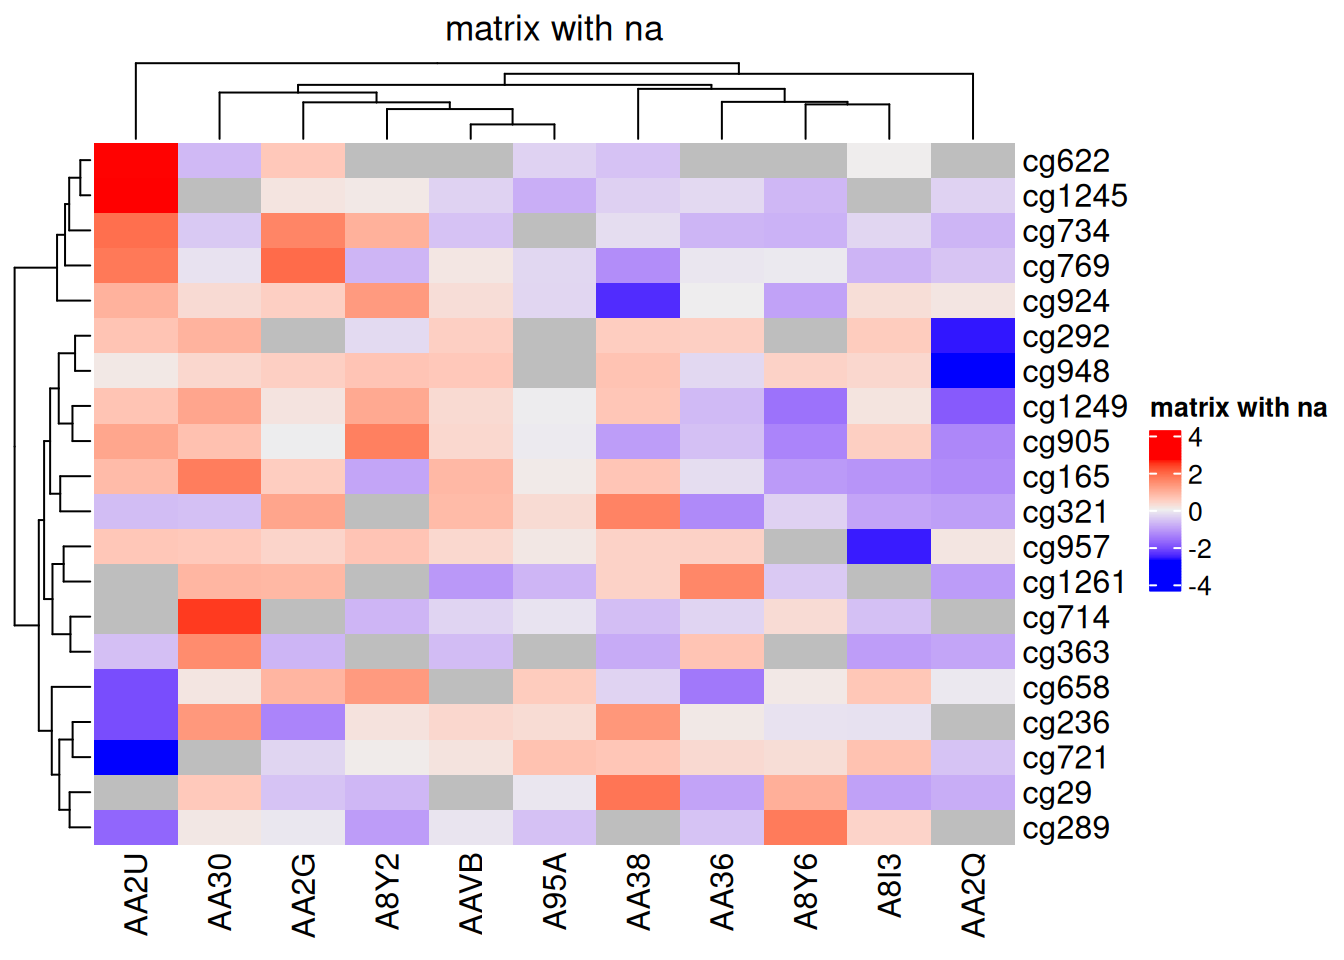 matrix with na
cg622
cg1245
cg734
cg769
cg924
cg292
cg948
cg1249
cg905
cg165
cg321
cg957
cg1261
cg714
cg363
cg658
cg236
cg721
cg29
cg289
matrix with na
4
2
0
-2
-4
AA2U
AA30
AA2G
A8Y2
AAVB
A95A
AA38
AA36
A8Y6
A8I3
AA2Q